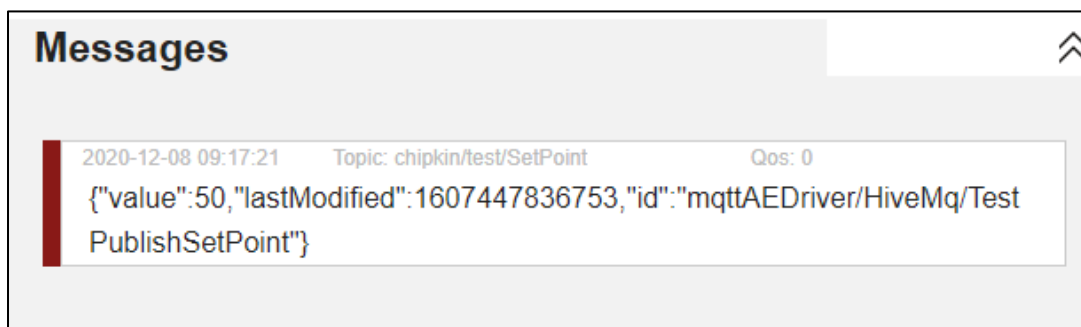 Messages
2020-12-08 09:17:21 Topic: chipkin/test/SetPoint Qos: 0
{"value":50,"lastModified":1607447836753,"id":"mqttAEDriver/HiveMq/Test
PublishSetPoint"}